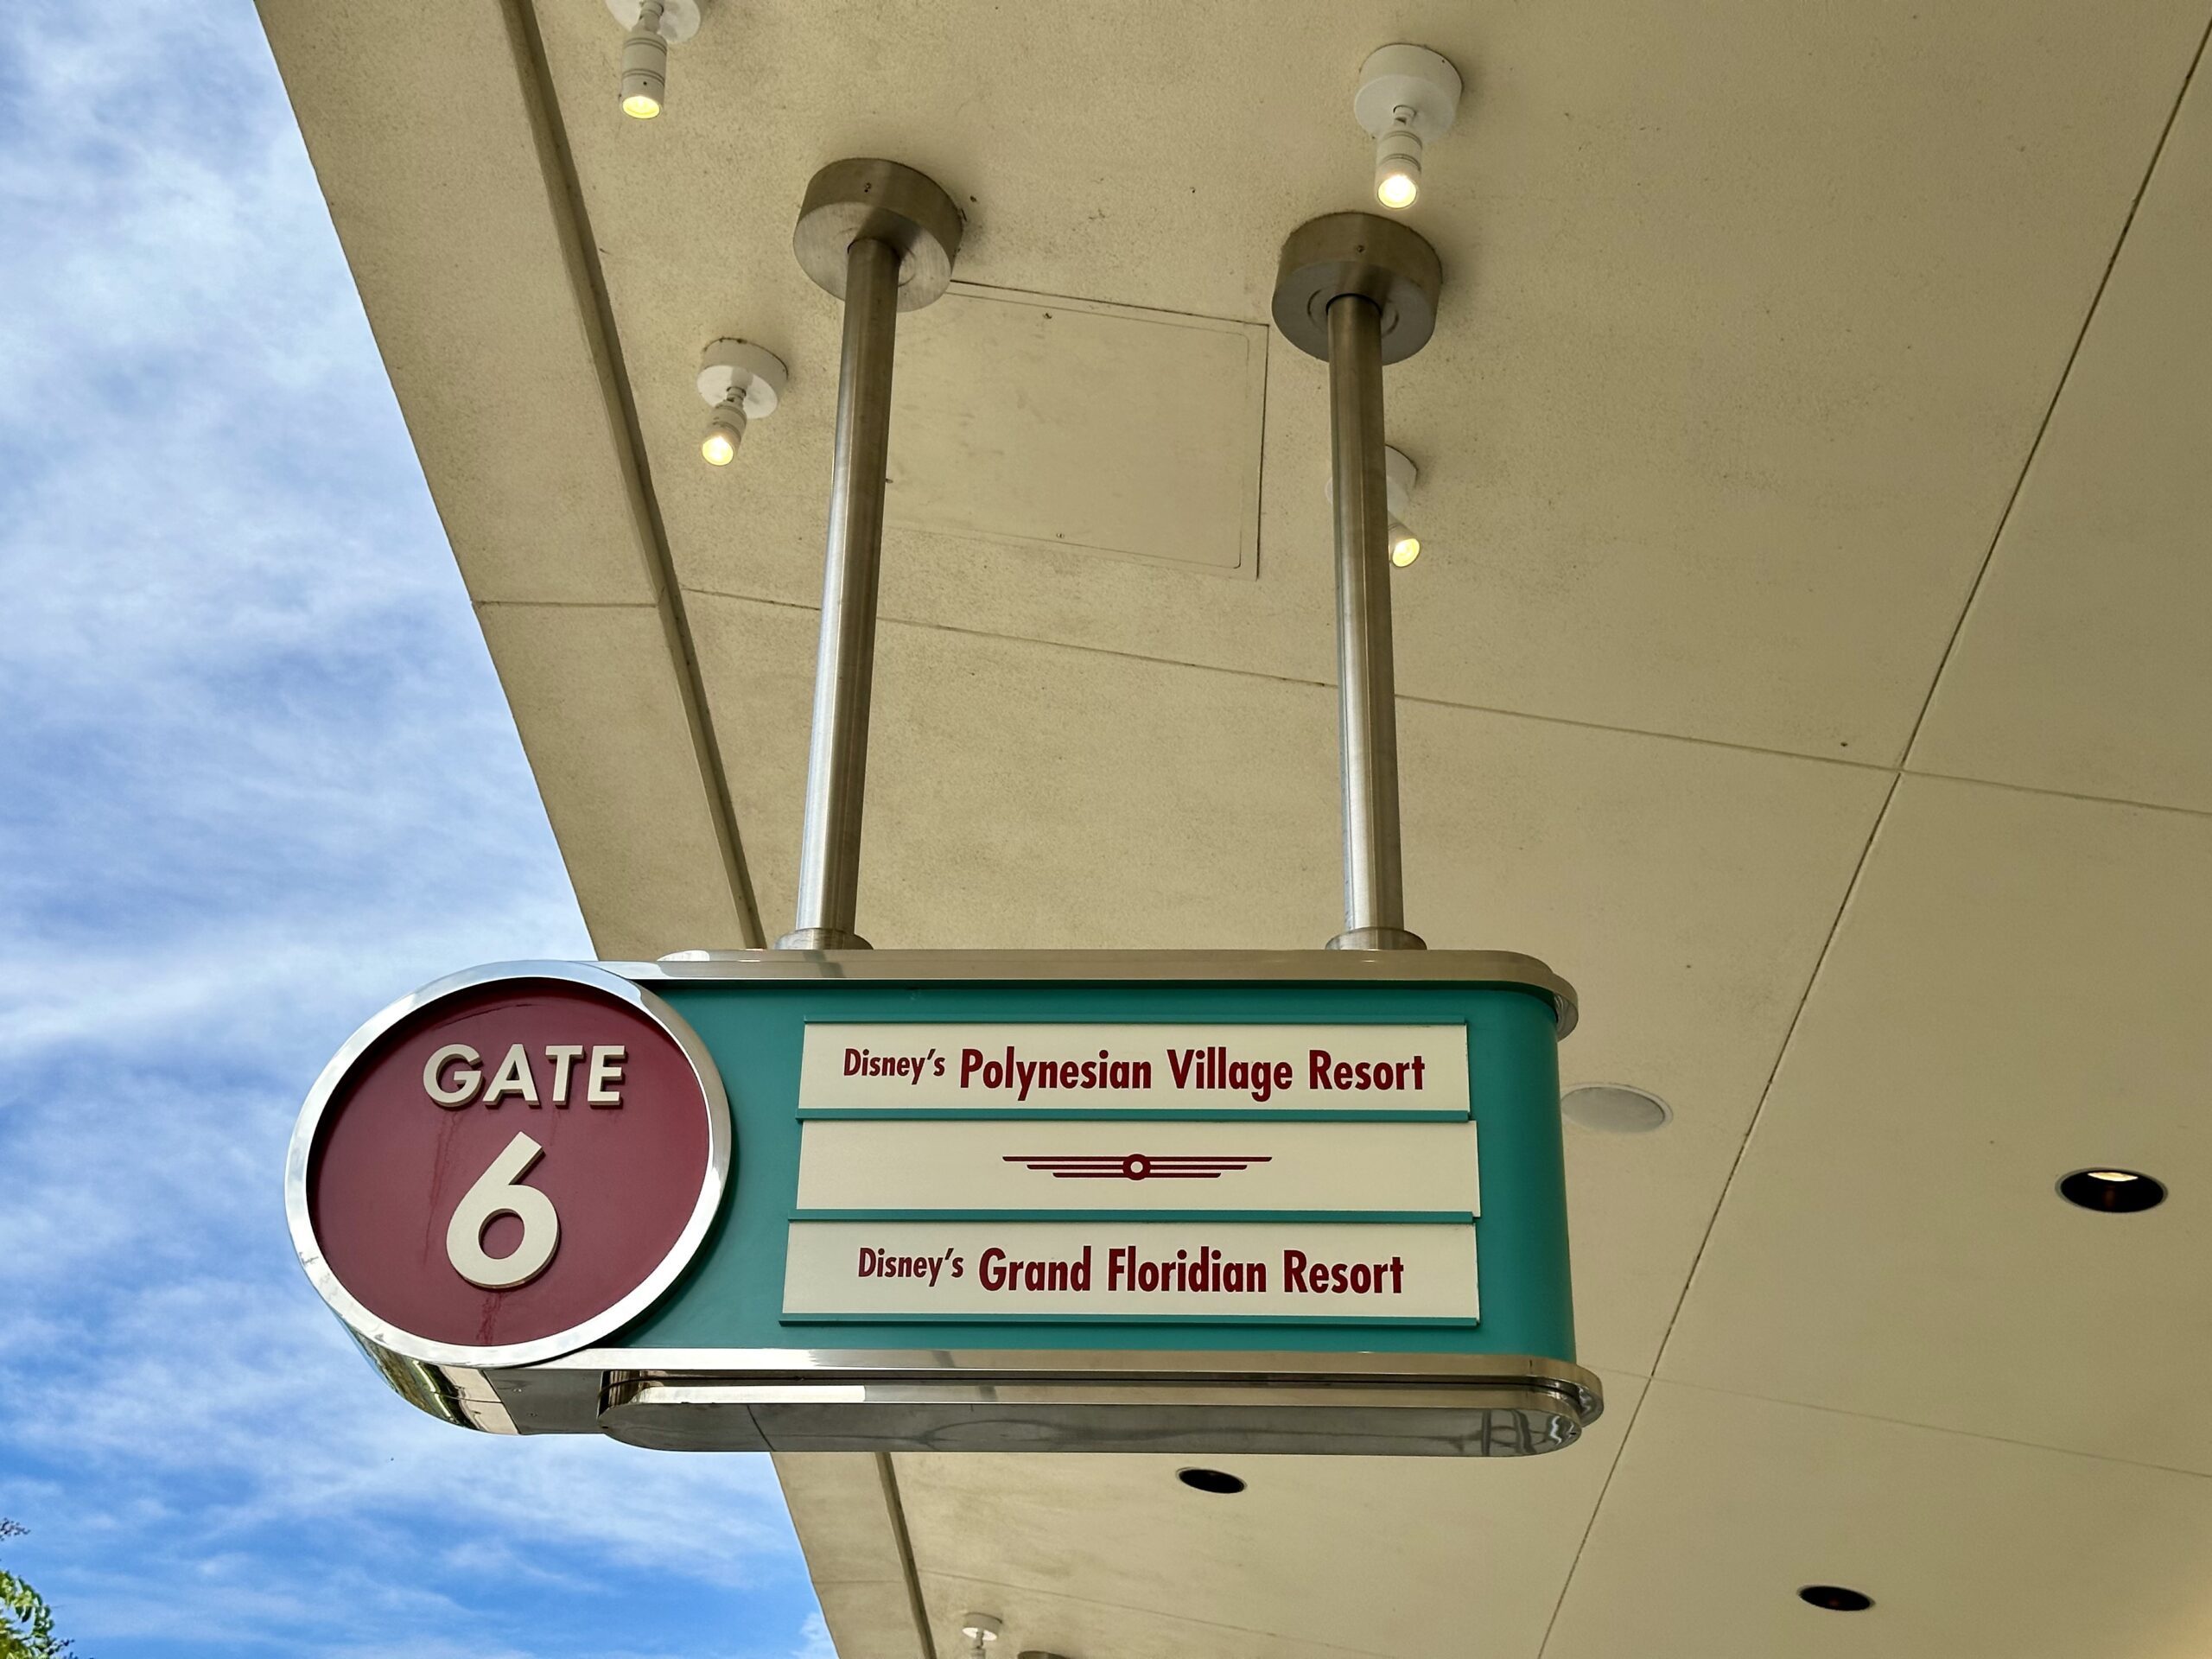 GATE
6
Disney's Polynesian Village Resort
Disney's Grand Floridian Resort